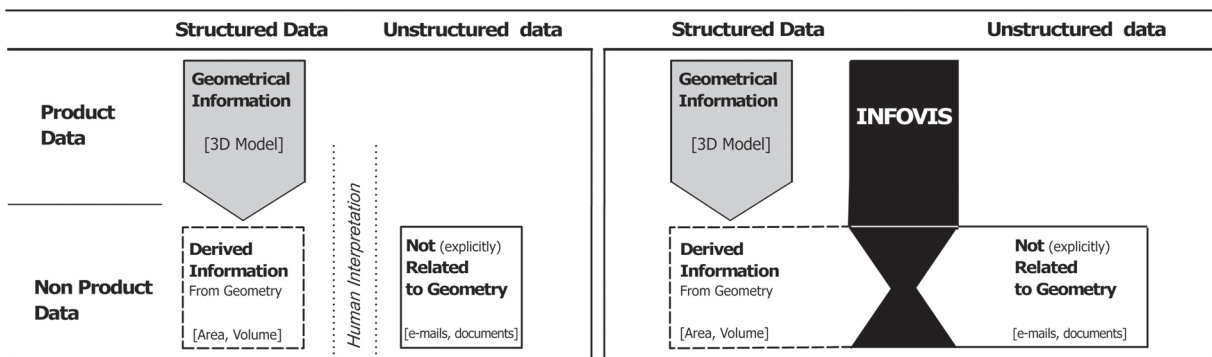 Structured Data Unstructured data Structured Data Unstructured data
Product
Data
Geometrical
Information
[3D Model]
Human Interpretation
Geometrical
Information
[3D Model]
INFOVIS
Non Product
Data
Derived
Information
From Geometry
[Area, Volume]
Not (explicitly)
Related
to Geometry
[e-mails, documents]
Derived
Information
From Geometry
[Area, Volume]
Not (explicitly)
Related
to Geometry
[e-mails, documents]